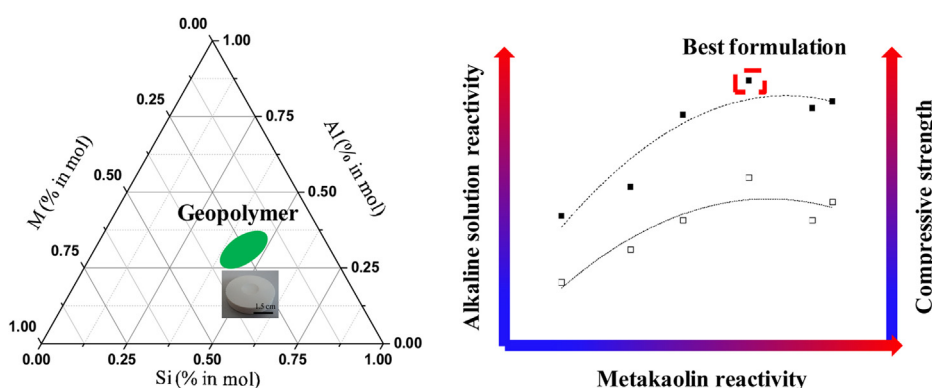 0.00
1.00
0.25
0.75
M (% in mol)
Al (% in mol)
0.50
0.50
Geopolymer
0.75
0.25
1.5 cm
1.00
0.00
0.00
0.25
0.50
0.75
1.00
Si (% in mol)
Best formulation
Alkaline solution reactivity
Compressive strength
Metakaolin reactivity